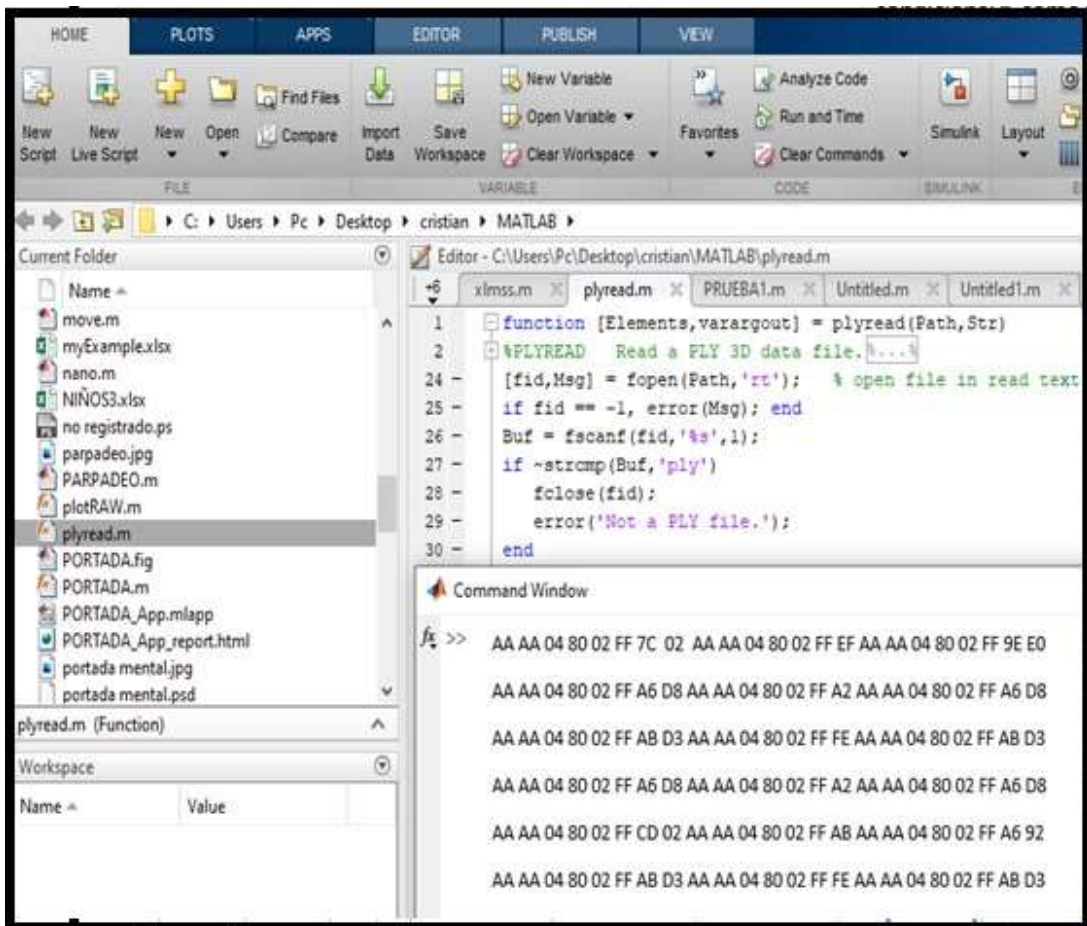 HOME PLOTS APPS EDITOR PUBLISH VIEW
New Script
New Live Script
New
Open
Find Files
Compare
Import Data
Save Workspace
New Variable
Open Variable
Clear Workspace
Favorites
Analyze Code
Run and Time
Clear Commands
Simulink
Layout
FILE VARIABLE CODE SIMULINK
C: Users Pc Desktop cristian MATLAB
Current Folder
Name
move.m
myExample.xlsx
nano.m
NIÑOS3.xlsx
no registrado.ps
parpadeo.jpg
PARPADEO.m
plotRAW.m
plyread.m
PORTADA.fig
PORTADA.m
PORTADA_App.mlapp
PORTADA_App_report.html
portada mental.jpg
portada mental.psd
plyread.m (Function)
Workspace
Name Value
Editor - C:\Users\Pc\Desktop\cristian\MATLAB\plyread.m
+6 xlmss.m plyread.m PRUEBA1.m Untitled.m Untitled1.m
1 function [Elements,varargout] = plyread(Path,Str)
2 %PLYREAD Read a PLY 3D data file.%...%
24 - [fid,Msg] = fopen(Path,'rt'); % open file in read text
25 - if fid == -1, error(Msg); end
26 - Buf = fscanf(fid,'%s',1);
27 - if ~strcmp(Buf,'ply')
28 - fclose(fid);
29 - error('Not a PLY file.');
30 - end
Command Window
fx >> AA AA 04 80 02 FF 7C 02 AA AA 04 80 02 FF EF AA AA 04 80 02 FF 9E E0
AA AA 04 80 02 FF A6 D8 AA AA 04 80 02 FF A2 AA AA 04 80 02 FF A6 D8
AA AA 04 80 02 FF AB D3 AA AA 04 80 02 FF FE AA AA 04 80 02 FF AB D3
AA AA 04 80 02 FF A6 D8 AA AA 04 80 02 FF A2 AA AA 04 80 02 FF A6 D8
AA AA 04 80 02 FF CD 02 AA AA 04 80 02 FF AB AA AA 04 80 02 FF A6 92
AA AA 04 80 02 FF AB D3 AA AA 04 80 02 FF FE AA AA 04 80 02 FF AB D3